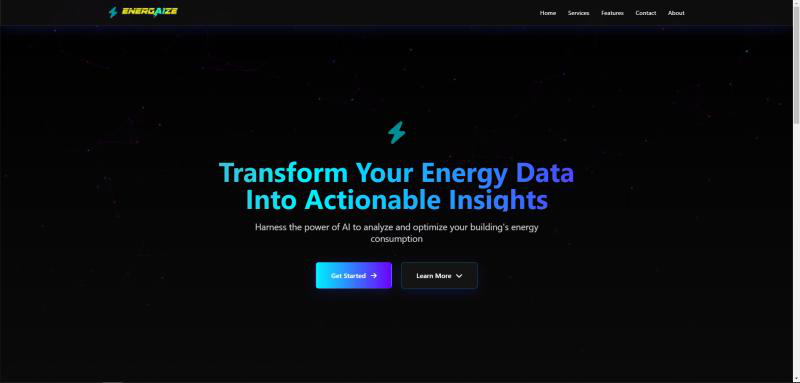 ENERGAIZE
Home Services Features Contact About
Transform Your Energy Data
Into Actionable Insights
Harness the power of AI to analyze and optimize your building's energy
consumption
Get Started
Learn More